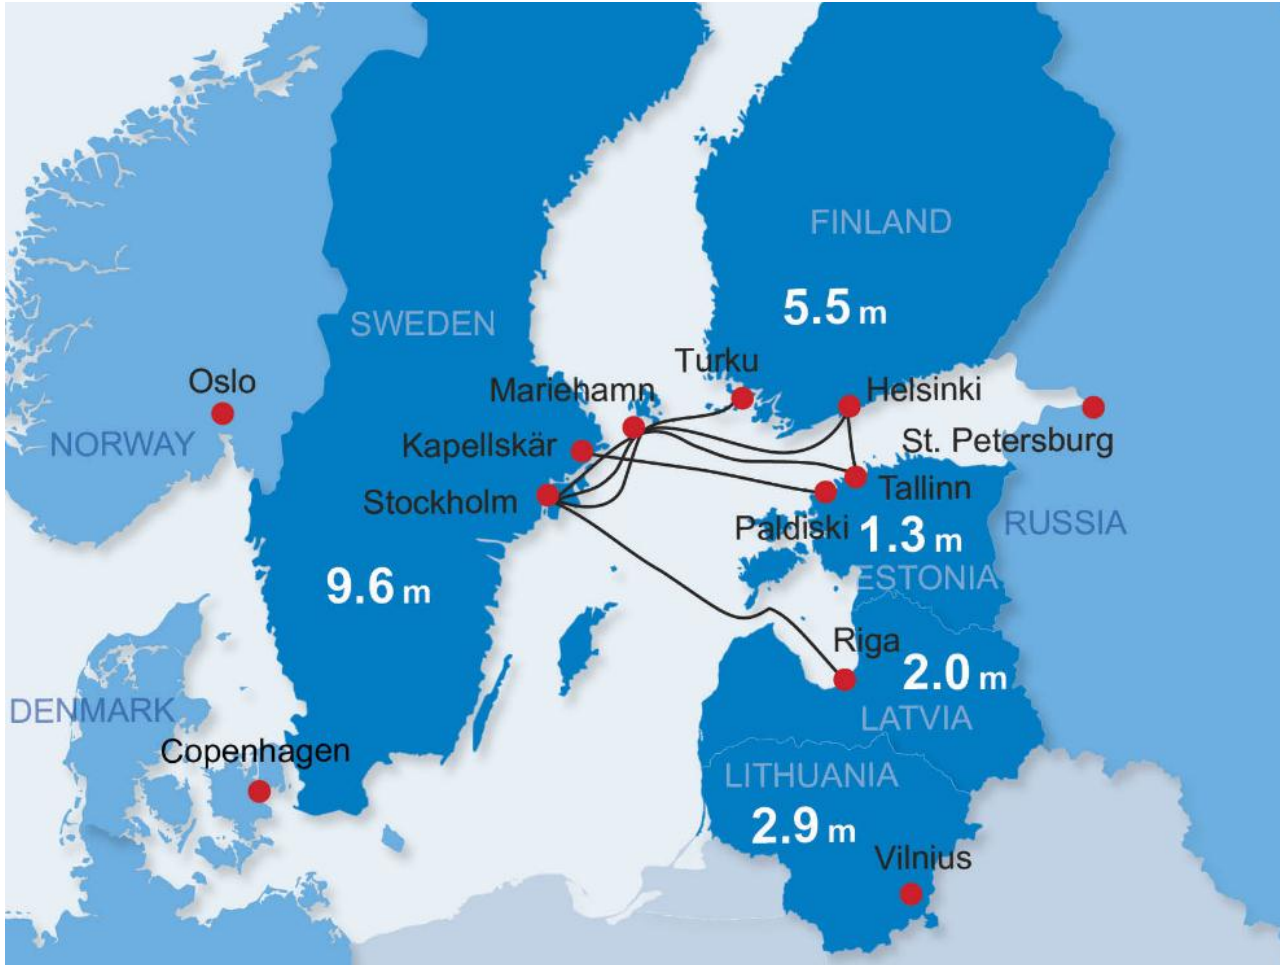 FINLAND
5.5 m
SWEDEN
Turku
Oslo
Mariehamn
Helsinki
NORWAY
Kapellskär
St. Petersburg
Stockholm
Tallinn
Paldiski
1.3 m
RUSSIA
9.6 m
ESTONIA
Riga
2.0 m
DENMARK
LATVIA
Copenhagen
LITHUANIA
2.9 m
Vilnius